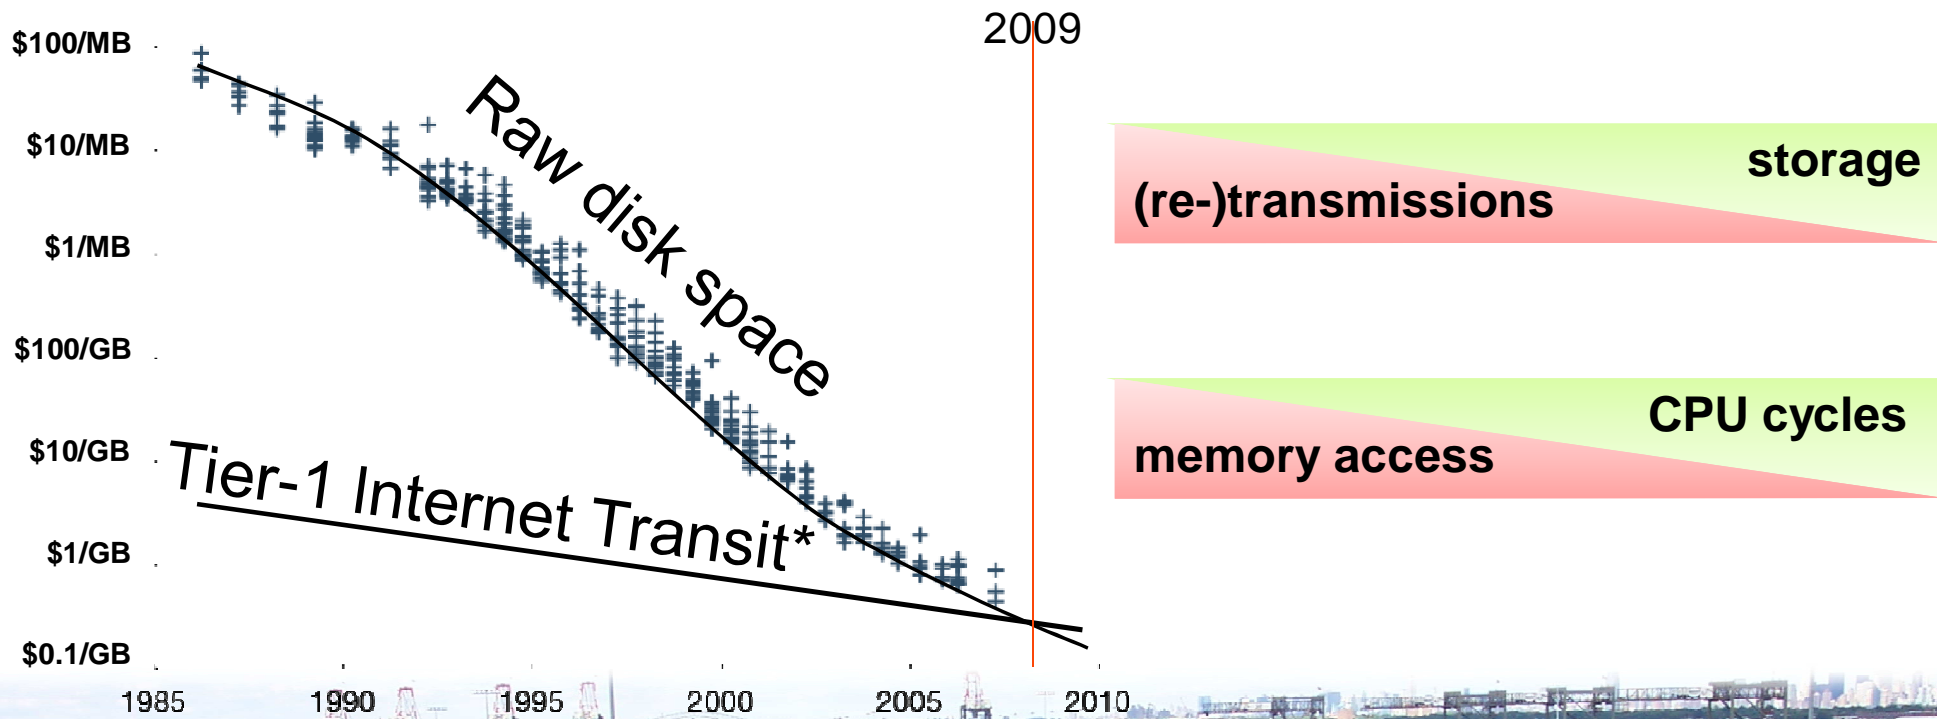 2009
$100/MB
$10/MB
$1/MB
$100/GB
$10/GB
$1/GB
$0.1/GB
Raw disk space
Tier-1 Internet Transit*
1985 1990 1995 2000 2005 2010
storage
(re-)transmissions
CPU cycles
memory access